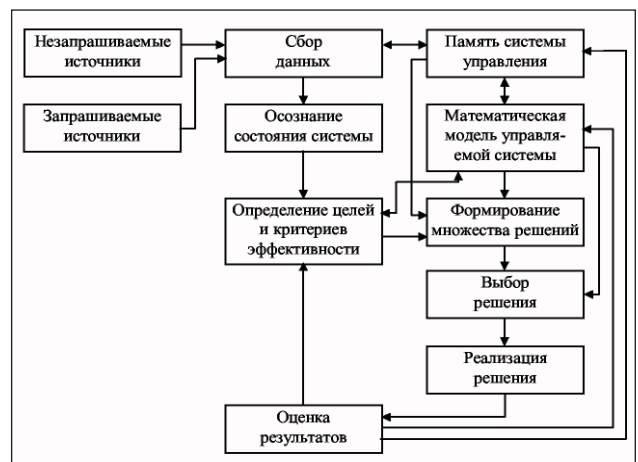 Незапрашиваемые
источники
Сбор
данных
Память системы
управления
Запрашиваемые
источники
Осознание
состояния системы
Математическая
модель управля-
емой системы
Определение целей
и критериев
эффективности
Формирование
множества решений
Выбор
решения
Реализация
решения
Оценка
результатов